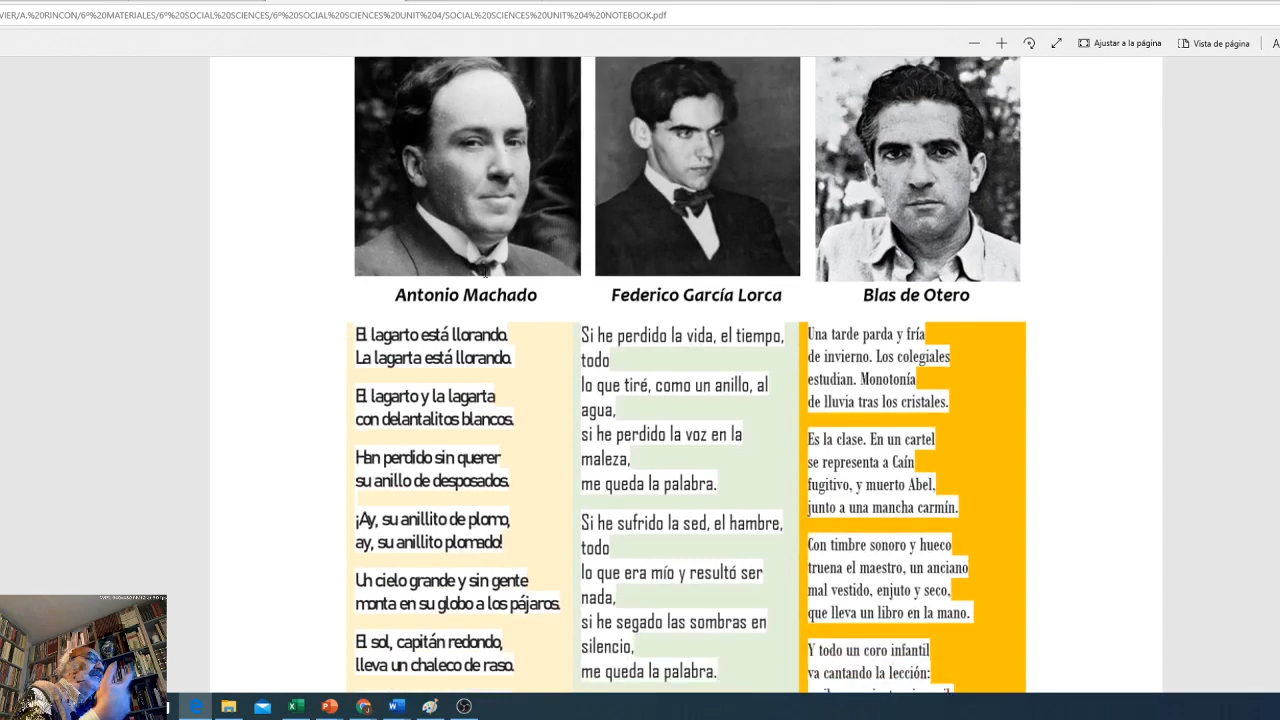 VIER/A.%20RINCON/6º%20MATERIALES/6º%20SOCIAL%20SCIENCES/6º%20SOCIAL%20SCIENCES%20UNIT%204/SOCIAL%20SCIENCES%20UNIT%204%20NOTEBOOK.pdf
Ajustar a la página
Vista de página
A
Antonio Machado
Federico García Lorca
Blas de Otero
El lagarto está llorando.
La lagarta está llorando.
El lagarto y la lagarta
con delantalitos blancos.
Han perdido sin querer
su anillo de desposados.
¡Ay, su anillito de plomo,
ay, su anillito plomado!
Un cielo grande y sin gente
monta en su globo a los pájaros.
El sol, capitán redondo,
lleva un chaleco de raso.
Si he perdido la vida, el tiempo,
todo
lo que tiré, como un anillo, al
agua,
si he perdido la voz en la
maleza,
me queda la palabra.
Si he sufrido la sed, el hambre,
todo
lo que era mío y resultó ser
nada,
si he segado las sombras en
silencio,
me queda la palabra.
Una tarde parda y fría
de invierno. Los colegiales
estudian. Monotonía
de lluvia tras los cristales.
Es la clase. En un cartel
se representa a Caín
fugitivo, y muerto Abel,
junto a una mancha carmín.
Con timbre sonoro y hueco
truena el maestro, un anciano
mal vestido, enjuto y seco,
que lleva un libro en la mano.
Y todo un coro infantil
va cantando la lección: